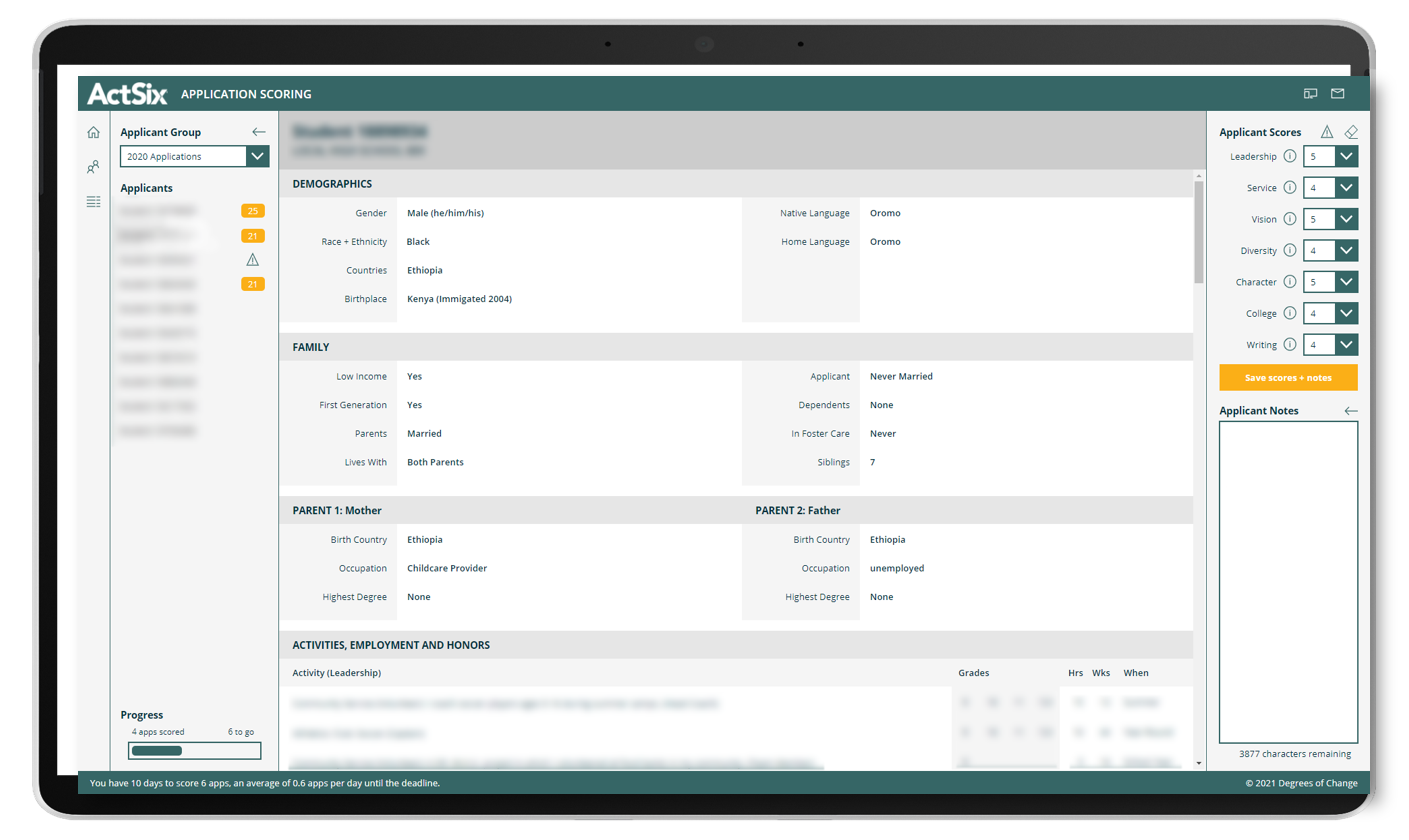 ActSix APPLICATION SCORING
Applicant Group
2020 Applications
Applicants
25
21
21
Progress
4 apps scored 6 to go
DEMOGRAPHICS
Gender Male (he/him/his) Native Language Oromo
Race + Ethnicity Black Home Language Oromo
Countries Ethiopia
Birthplace Kenya (Immigated 2004)
FAMILY
Low Income Yes Applicant Never Married
First Generation Yes Dependents None
Parents Married In Foster Care Never
Lives With Both Parents Siblings 7
PARENT 1: Mother PARENT 2: Father
Birth Country Ethiopia Birth Country Ethiopia
Occupation Childcare Provider Occupation unemployed
Highest Degree None Highest Degree None
ACTIVITIES, EMPLOYMENT AND HONORS
Activity (Leadership) Grades Hrs Wks When
Applicant Scores
Leadership 5
Service 4
Vision 5
Diversity 4
Character 5
College 4
Writing 4
Save scores + notes
Applicant Notes
3877 characters remaining
You have 10 days to score 6 apps, an average of 0.6 apps per day until the deadline.
© 2021 Degrees of Change